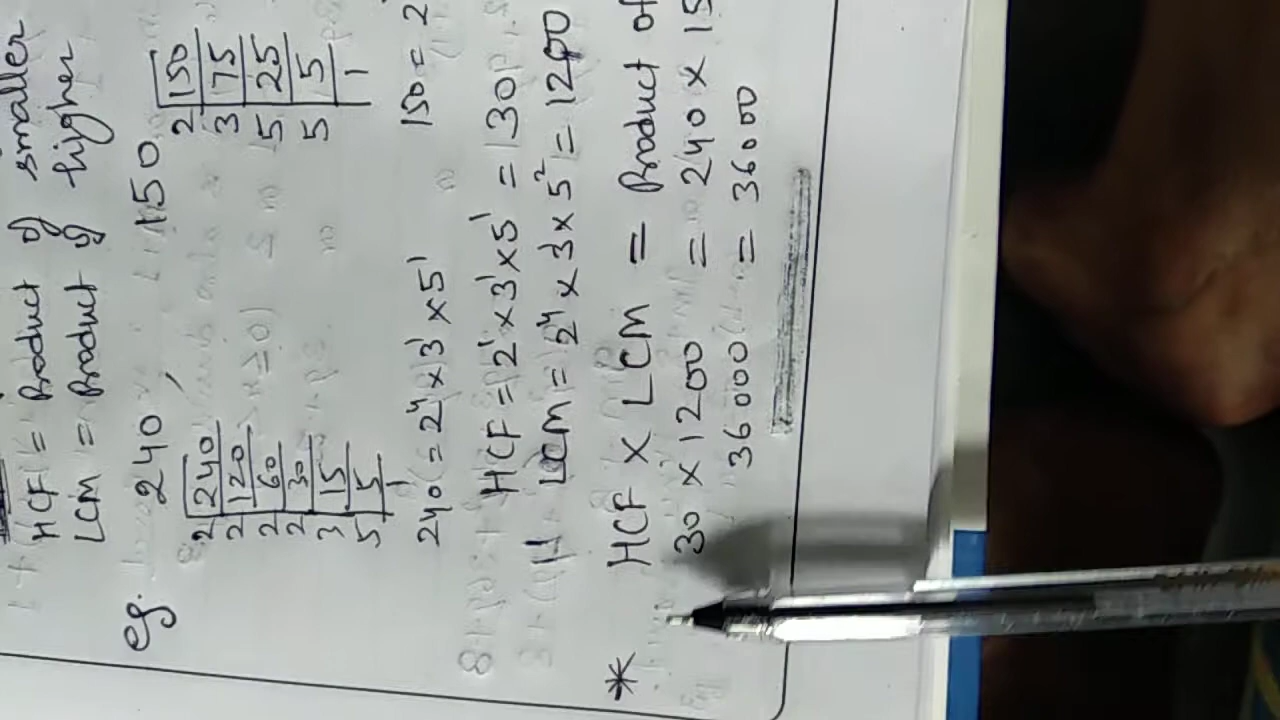 HCF = Product of smaller
LCM = Product of higher
eg. 240, 150
2 | 240
2 | 120
2 | 60
2 | 30
3 | 15
5 | 5
1
2 | 150
3 | 75
5 | 25
5 | 5
1
240 = 2⁴ x 3¹ x 5¹
150 = 2
HCF = 2¹ x 3¹ x 5¹ = 30
LCM = 2⁴ x 3¹ x 5² = 1200
* HCF x LCM = Product of
30 x 1200 = 240 x 15
36000 = 36000